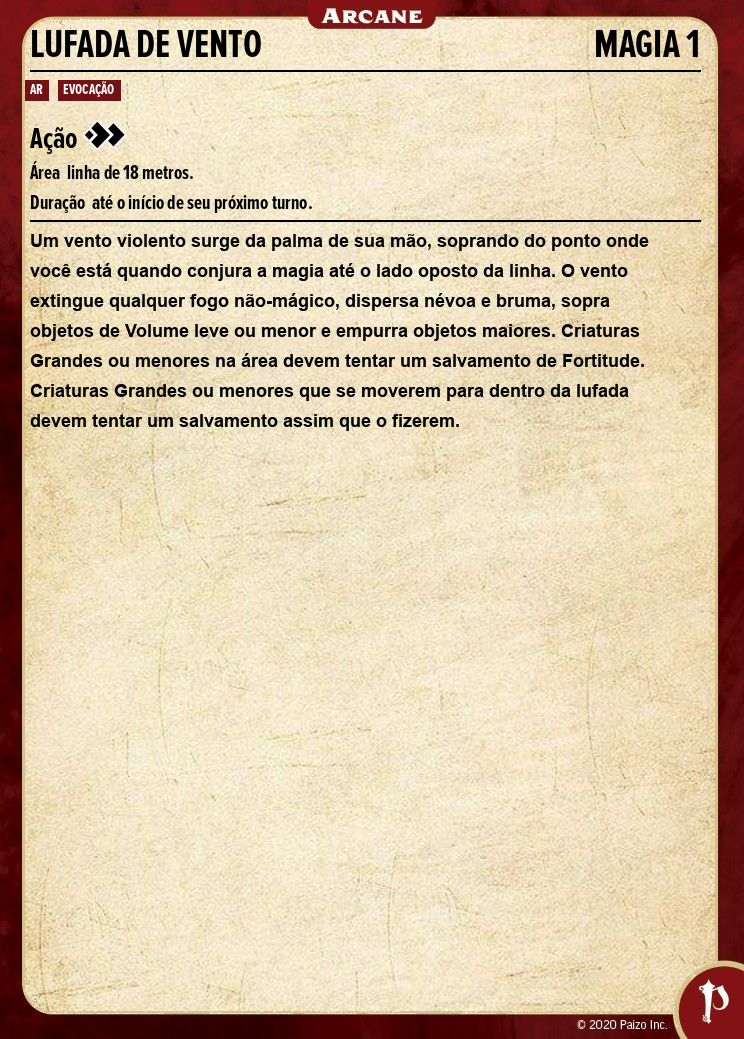 ARCANE
LUFADA DE VENTO MAGIA 1
AR EVOCAÇÃO
Ação
Área linha de 18 metros.
Duração até o início de seu próximo turno.
Um vento violento surge da palma de sua mão, soprando do ponto onde
você está quando conjura a magia até o lado oposto da linha. O vento
extingue qualquer fogo não-mágico, dispersa névoa e bruma, sopra
objetos de Volume leve ou menor e empurra objetos maiores. Criaturas
Grandes ou menores na área devem tentar um salvamento de Fortitude.
Criaturas Grandes ou menores que se moverem para dentro da lufada
devem tentar um salvamento assim que o fizerem.
© 2020 Paizo Inc.
P